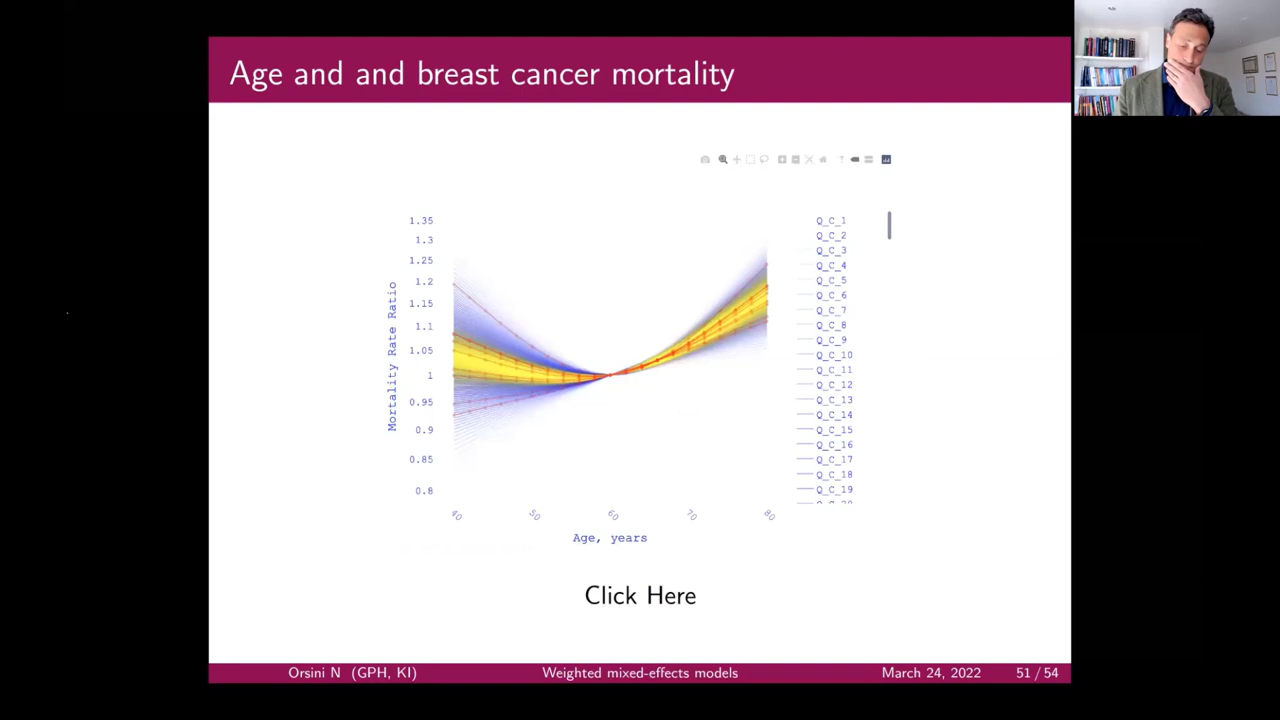 Age and and breast cancer mortality
1.35
1.3
1.25
1.2
1.15
1.1
1.05
1
0.95
0.9
0.85
0.8
Mortality Rate Ratio
40 50 60 70 80
Age, years
Q_C_1
Q_C_2
Q_C_3
Q_C_4
Q_C_5
Q_C_6
Q_C_7
Q_C_8
Q_C_9
Q_C_10
Q_C_11
Q_C_12
Q_C_13
Q_C_14
Q_C_15
Q_C_16
Q_C_17
Q_C_18
Q_C_19
Click Here
Orsini N (GPH, KI) Weighted mixed-effects models March 24, 2022 51 / 54